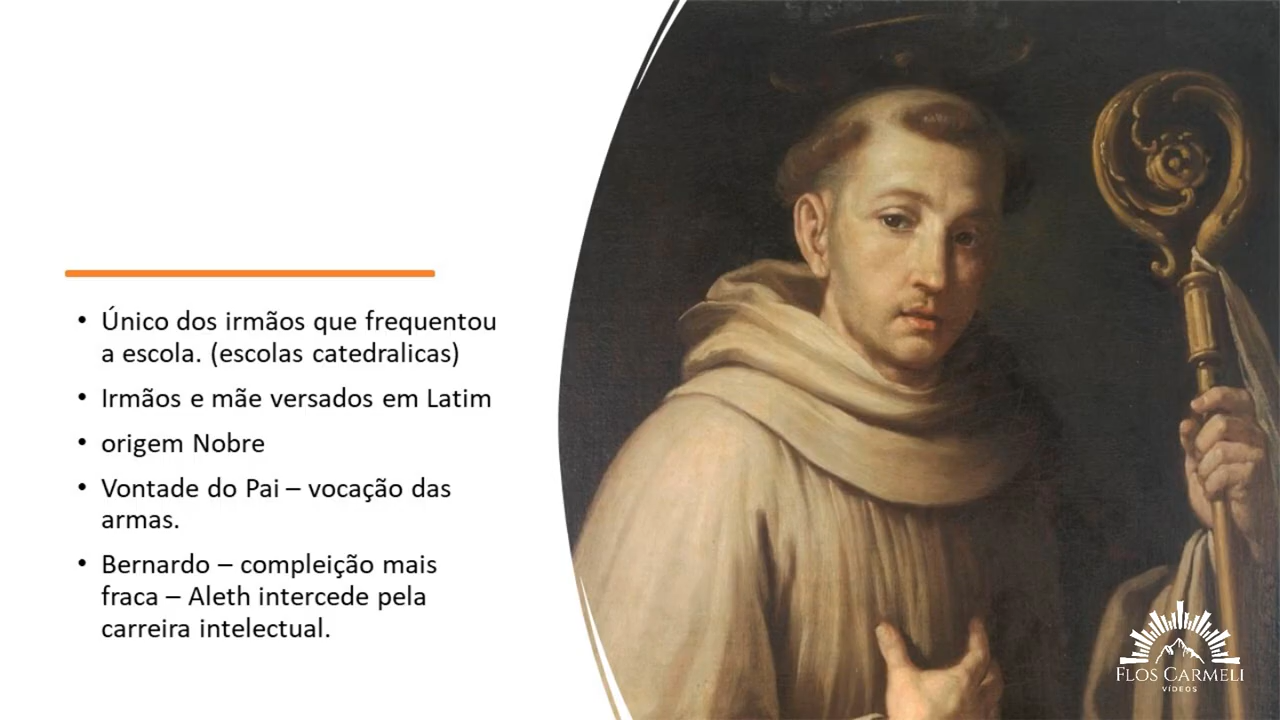 • Único dos irmãos que frequentou
a escola. (escolas catedralicas)
• Irmãos e mãe versados em Latim
• origem Nobre
• Vontade do Pai – vocação das
armas.
• Bernardo – compleição mais
fraca – Aleth intercede pela
carreira intelectual.
FLOS CARMELI
VÍDEOS